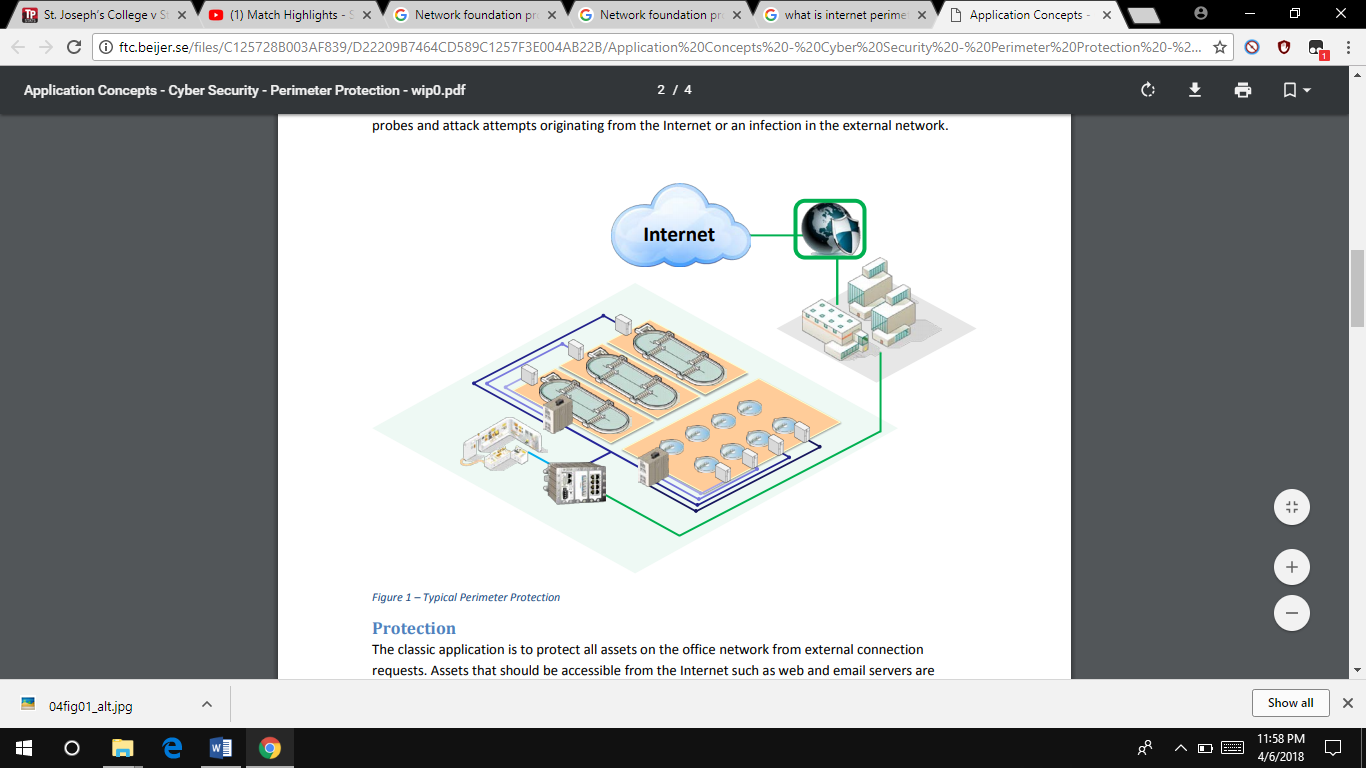 St. Joseph's College v S
(1) Match Highlights - S
Network foundation pr
Network foundation pr
what is internet perime
Application Concepts -
ftc.beijer.se/files/C125728B003AF839/D22209B7464CD589C1257F3E004AB22B/Application%20Concepts%20-%20Cyber%20Security%20-%20Perimeter%20Protection%20-%2...
1
Application Concepts - Cyber Security - Perimeter Protection - wip0.pdf
2 / 4
probes and attack attempts originating from the Internet or an infection in the external network.
Internet
Figure 1 – Typical Perimeter Protection
Protection
The classic application is to protect all assets on the office network from external connection
requests. Assets that should be accessible from the Internet such as web and email servers are
04fig01_alt.jpg
Show all
11:58 PM
4/6/2018